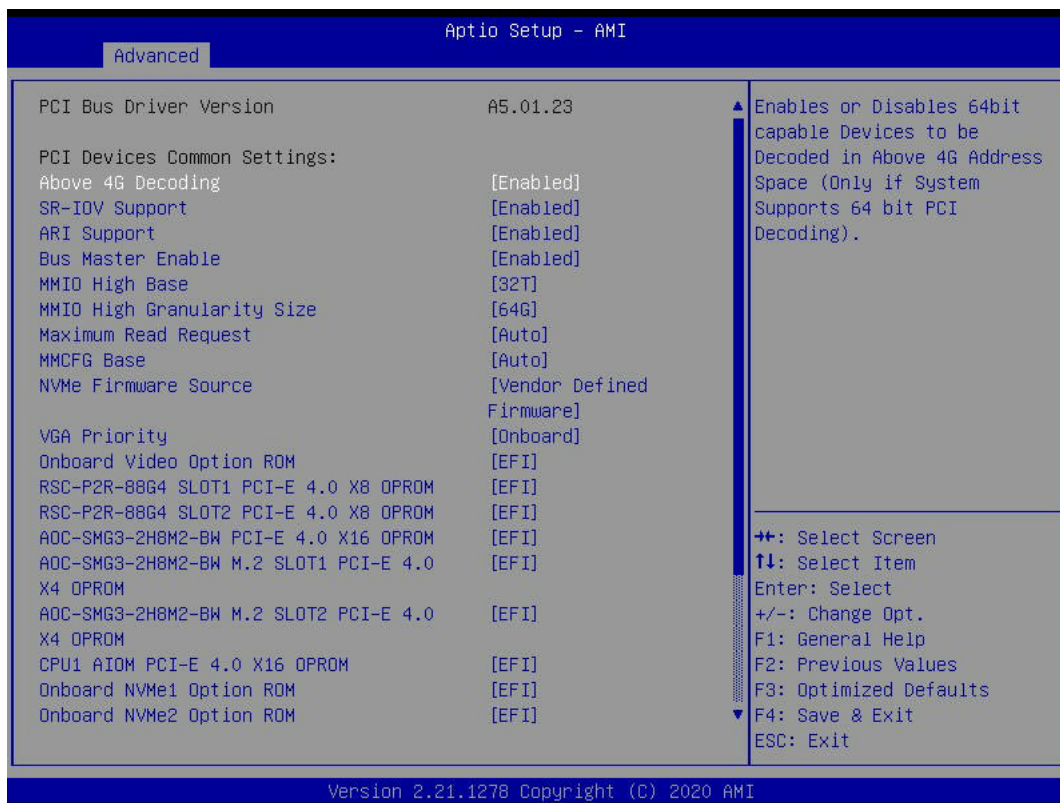 Aptio Setup – AMI
Advanced
PCI Bus Driver Version A5.01.23
PCI Devices Common Settings:
Above 4G Decoding [Enabled]
SR-IOV Support [Enabled]
ARI Support [Enabled]
Bus Master Enable [Enabled]
MMIO High Base [32T]
MMIO High Granularity Size [64G]
Maximum Read Request [Auto]
MMCFG Base [Auto]
NVMe Firmware Source [Vendor Defined
Firmware]
VGA Priority [Onboard]
Onboard Video Option ROM [EFI]
RSC-P2R-88G4 SLOT1 PCI-E 4.0 X8 OPROM [EFI]
RSC-P2R-88G4 SLOT2 PCI-E 4.0 X8 OPROM [EFI]
AOC-SMG3-2H8M2-BW PCI-E 4.0 X16 OPROM [EFI]
AOC-SMG3-2H8M2-BW M.2 SLOT1 PCI-E 4.0 [EFI]
X4 OPROM
AOC-SMG3-2H8M2-BW M.2 SLOT2 PCI-E 4.0 [EFI]
X4 OPROM
CPU1 AIOM PCI-E 4.0 X16 OPROM [EFI]
Onboard NVMe1 Option ROM [EFI]
Onboard NVMe2 Option ROM [EFI]
Enables or Disables 64bit
capable Devices to be
Decoded in Above 4G Address
Space (Only if System
Supports 64 bit PCI
Decoding).
→←: Select Screen
↑↓: Select Item
Enter: Select
+/-: Change Opt.
F1: General Help
F2: Previous Values
F3: Optimized Defaults
F4: Save & Exit
ESC: Exit
Version 2.21.1278 Copyright (C) 2020 AMI